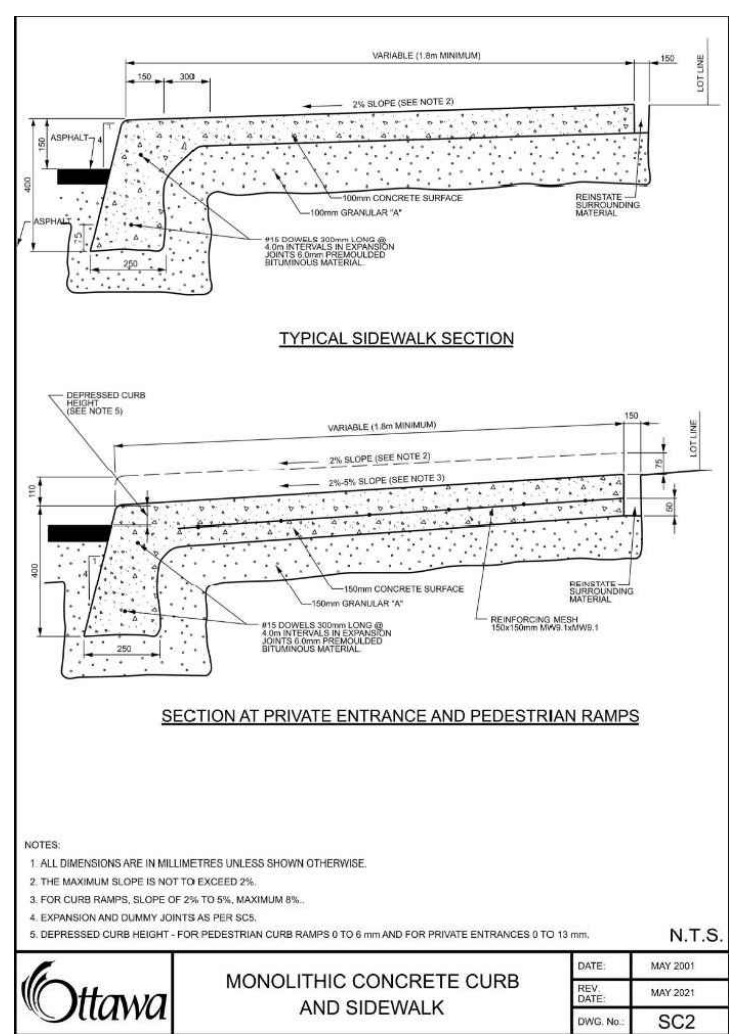 VARIABLE (1.8m MINIMUM)
150
LOT LINE
150
300
2% SLOPE (SEE NOTE 2)
ASPHALT
1
4
150
400
100mm CONCRETE SURFACE
100mm GRANULAR "A"
REINSTATE
SURROUNDING
MATERIAL
ASPHALT
75
250
#15 DOWELS 300mm LONG @
4.0m INTERVALS IN EXPANSION
JOINTS 6.0mm PREMOULDED
BITUMINOUS MATERIAL.
TYPICAL SIDEWALK SECTION
DEPRESSED CURB
HEIGHT
(SEE NOTE 5)
150
VARIABLE (1.8m MINIMUM)
LOT LINE
2% SLOPE (SEE NOTE 2)
75
2%-5% SLOPE (SEE NOTE 3)
110
60
1
4
400
150mm CONCRETE SURFACE
150mm GRANULAR "A"
REINSTATE
SURROUNDING
MATERIAL
#15 DOWELS 300mm LONG @
4.0m INTERVALS IN EXPANSION
JOINTS 6.0mm PREMOULDED
BITUMINOUS MATERIAL.
REINFORCING MESH
150x150mm MW9.1xMW9.1
250
SECTION AT PRIVATE ENTRANCE AND PEDESTRIAN RAMPS
NOTES:
1. ALL DIMENSIONS ARE IN MILLIMETRES UNLESS SHOWN OTHERWISE.
2. THE MAXIMUM SLOPE IS NOT TO EXCEED 2%.
3. FOR CURB RAMPS, SLOPE OF 2% TO 5%, MAXIMUM 8%..
4. EXPANSION AND DUMMY JOINTS AS PER SC5.
5. DEPRESSED CURB HEIGHT - FOR PEDESTRIAN CURB RAMPS 0 TO 6 mm AND FOR PRIVATE ENTRANCES 0 TO 13 mm.
N.T.S.
Ottawa
MONOLITHIC CONCRETE CURB
AND SIDEWALK
DATE: MAY 2001
REV.
DATE: MAY 2021
DWG. No.: SC2